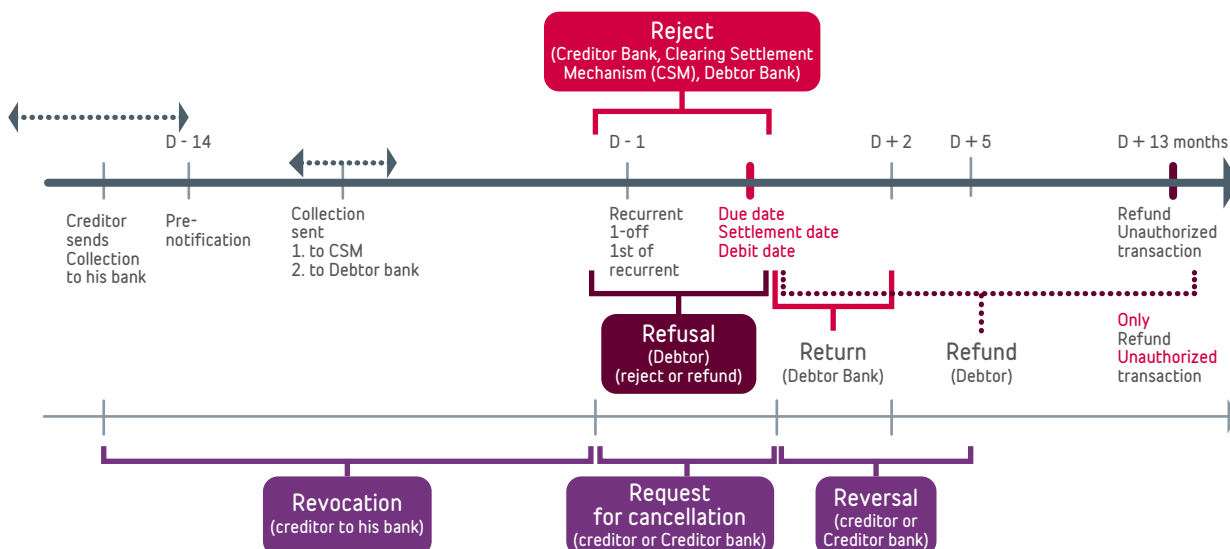 Reject
(Creditor Bank, Clearing Settlement
Mechanism (CSM), Debtor Bank)
D - 14
D - 1
D + 2
D + 5
D + 13 months
Creditor
sends
Collection
to his bank
Pre-
notification
Collection
sent
1. to CSM
2. to Debtor bank
Recurrent
1-off
1st of
recurrent
Due date
Settlement date
Debit date
Refund
Unauthorized
transaction
Refusal
(Debtor)
(reject or refund)
Return
(Debtor Bank)
Refund
(Debtor)
Only
Refund
Unauthorized
transaction
Revocation
(creditor to his bank)
Request
for cancellation
(creditor or Creditor bank)
Reversal
(creditor or
Creditor bank)